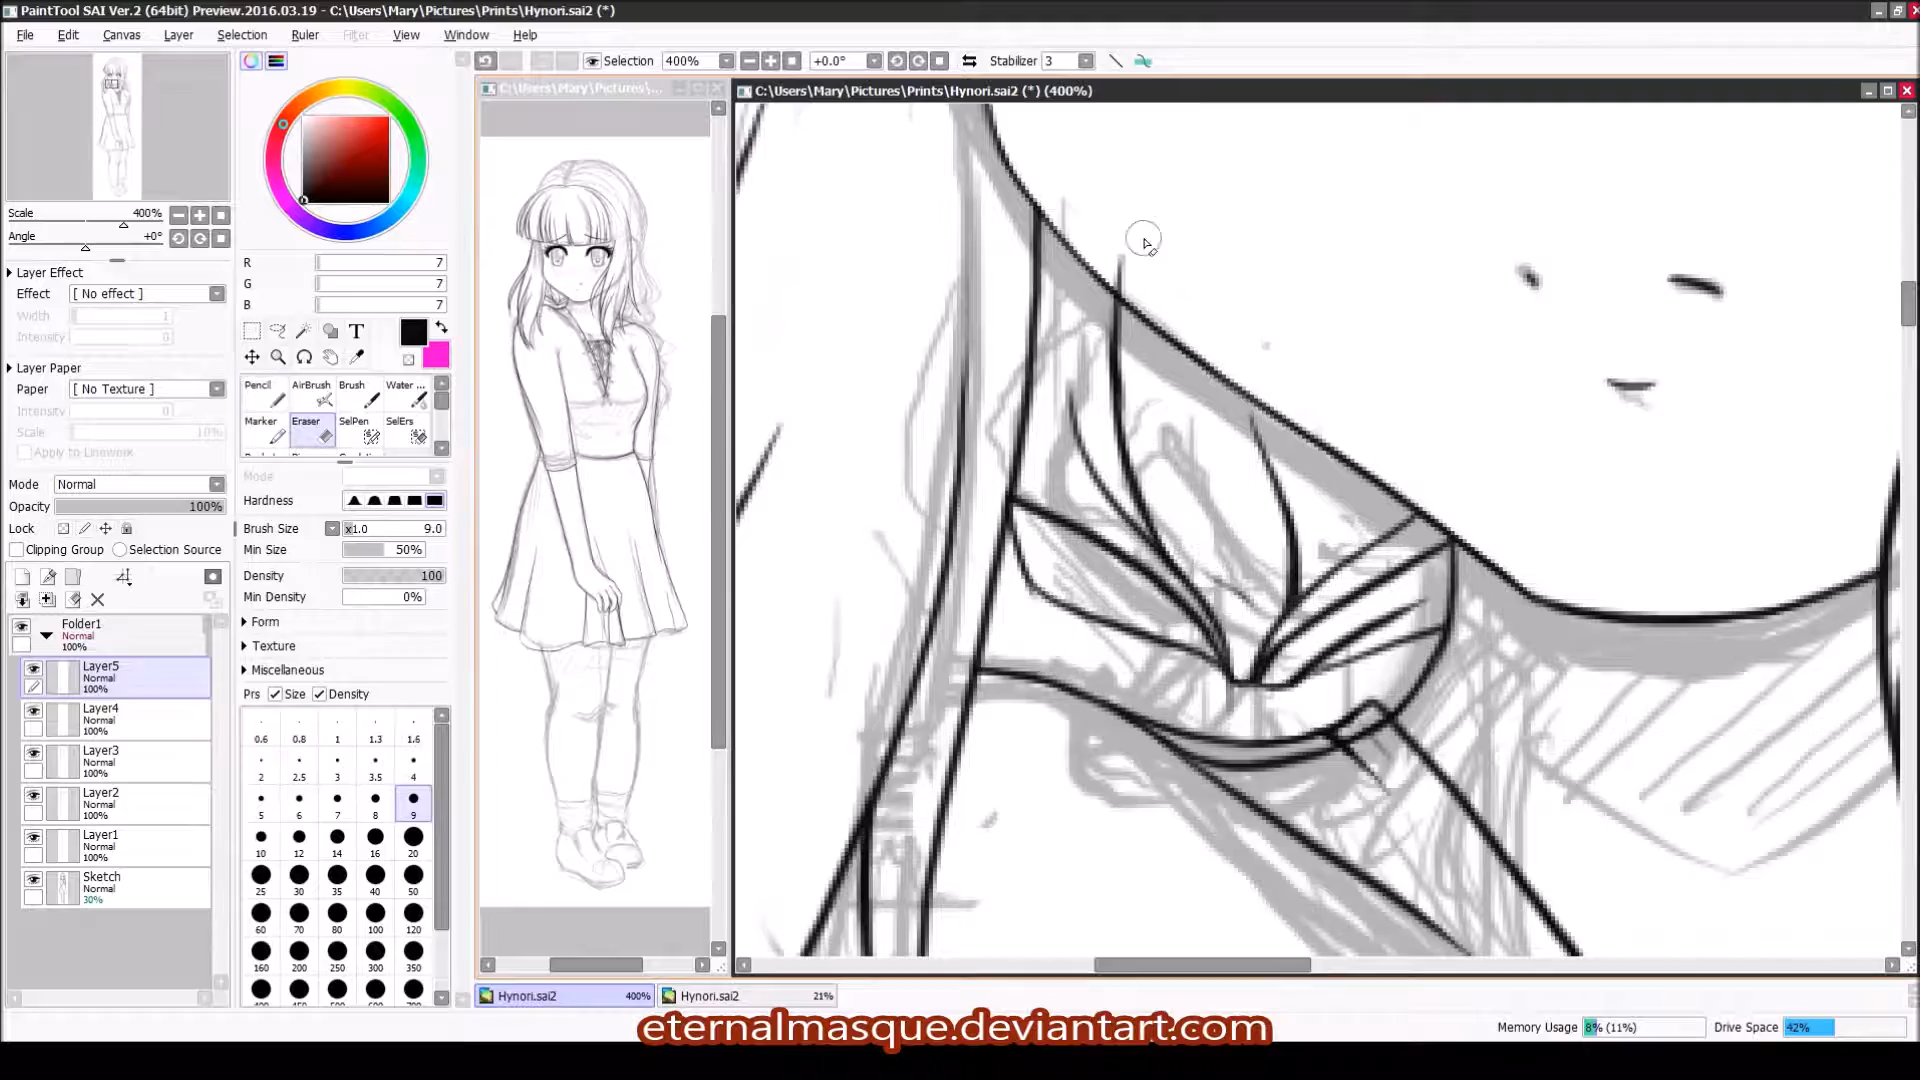 PaintTool SAI Ver.2 (64bit) Preview.2016.03.19 - C:\Users\Mary\Pictures\Prints\Hynori.sai2 (*)
File Edit Canvas Layer Selection Ruler Filter View Window Help
Selection 400% +0.0° Stabilizer 3
C:\Users\Mary\Pictures\...
C:\Users\Mary\Pictures\Prints\Hynori.sai2 (*) (400%)
Scale 400%
Angle +0°
Layer Effect
Effect [ No effect ]
Width 1
Intensity 0
Layer Paper
Paper [ No Texture ]
Intensity 0
Scale 10%
Apply to Linework
Mode Normal
Opacity 100%
Lock
Clipping Group Selection Source
Folder1
Normal
100%
Layer5
Normal
100%
Layer4
Normal
100%
Layer3
Normal
100%
Layer2
Normal
100%
Layer1
Normal
100%
Sketch
Normal
30%
R 7
G 7
B 7
T
Pencil AirBrush Brush Water ...
Marker Eraser SelPen SelErs
Mode
Hardness
Brush Size x1.0 9.0
Min Size 50%
Density 100
Min Density 0%
Form
Texture
Miscellaneous
Prs Size Density
0.6 0.8 1 1.3 1.6
2 2.5 3 3.5 4
5 6 7 8 9
10 12 14 16 20
25 30 35 40 50
60 70 80 100 120
160 200 250 300 350
Hynori.sai2 400%
Hynori.sai2 21%
eternalmasque.deviantart.com
Memory Usage 8% (11%)
Drive Space 42%